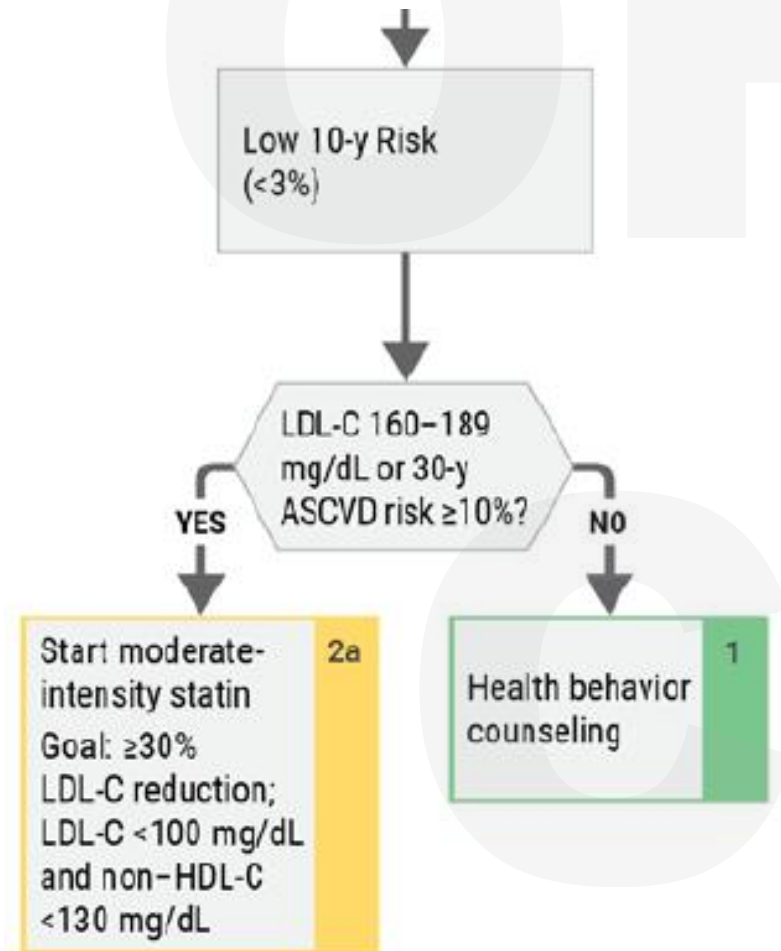 Low 10-y Risk
(<3%)
LDL-C 160–189
mg/dL or 30-y
ASCVD risk ≥10%?
YES
NO
Start moderate-
intensity statin
Goal: ≥30%
LDL-C reduction;
LDL-C <100 mg/dL
and non–HDL-C
<130 mg/dL
2a
Health behavior
counseling
1